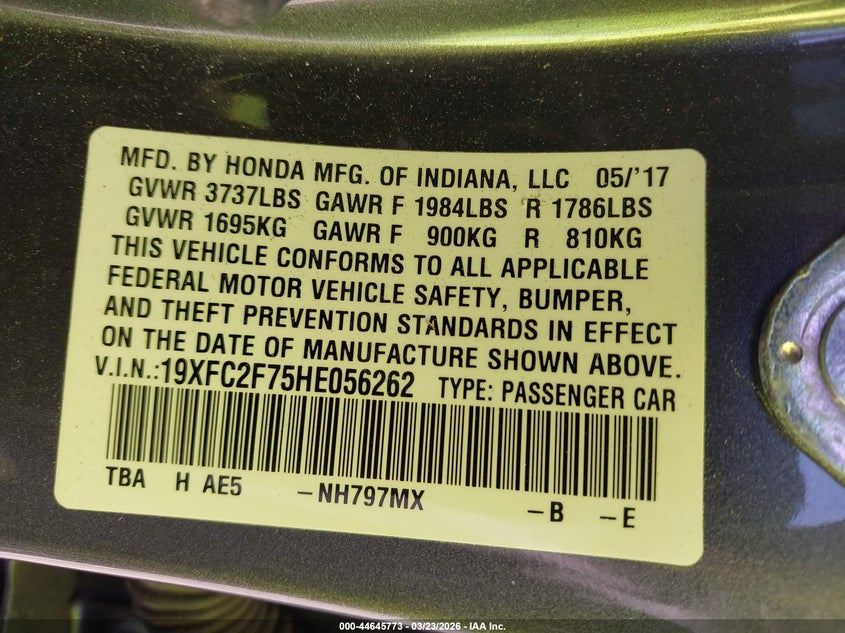 MFD. BY HONDA MFG. OF INDIANA, LLC 05/'17
GVWR 3737LBS GAWR F 1984LBS R 1786LBS
GVWR 1695KG GAWR F 900KG R 810KG
THIS VEHICLE CONFORMS TO ALL APPLICABLE
FEDERAL MOTOR VEHICLE SAFETY, BUMPER,
AND THEFT PREVENTION STANDARDS IN EFFECT
ON THE DATE OF MANUFACTURE SHOWN ABOVE.
V.I.N.:19XFC2F75HE056262 TYPE: PASSENGER CAR
TBA H AE5 –NH797MX –B –E
000-44645773 – 03/23/2026 – IAA Inc.